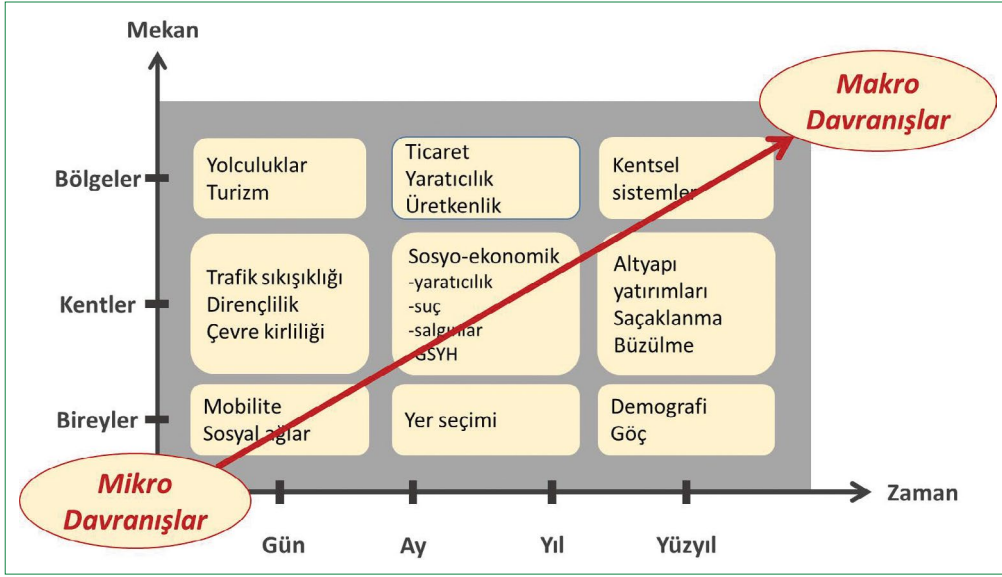 Mekan
Makro
Davranışlar
Bölgeler
Yolculuklar
Turizm
Ticaret
Yaratıcılık
Üretkenlik
Kentsel
sistemler
Kentler
Trafik sıkışıklığı
Dirençlilik
Çevre kirliliği
Sosyo-ekonomik
-yaratıcılık
-suç
-salgınlar
-GSYH
Altyapı
yatırımları
Saçaklanma
Büzülme
Bireyler
Mobilite
Sosyal ağlar
Yer seçimi
Demografi
Göç
Mikro
Davranışlar
Zaman
Gün
Ay
Yıl
Yüzyıl